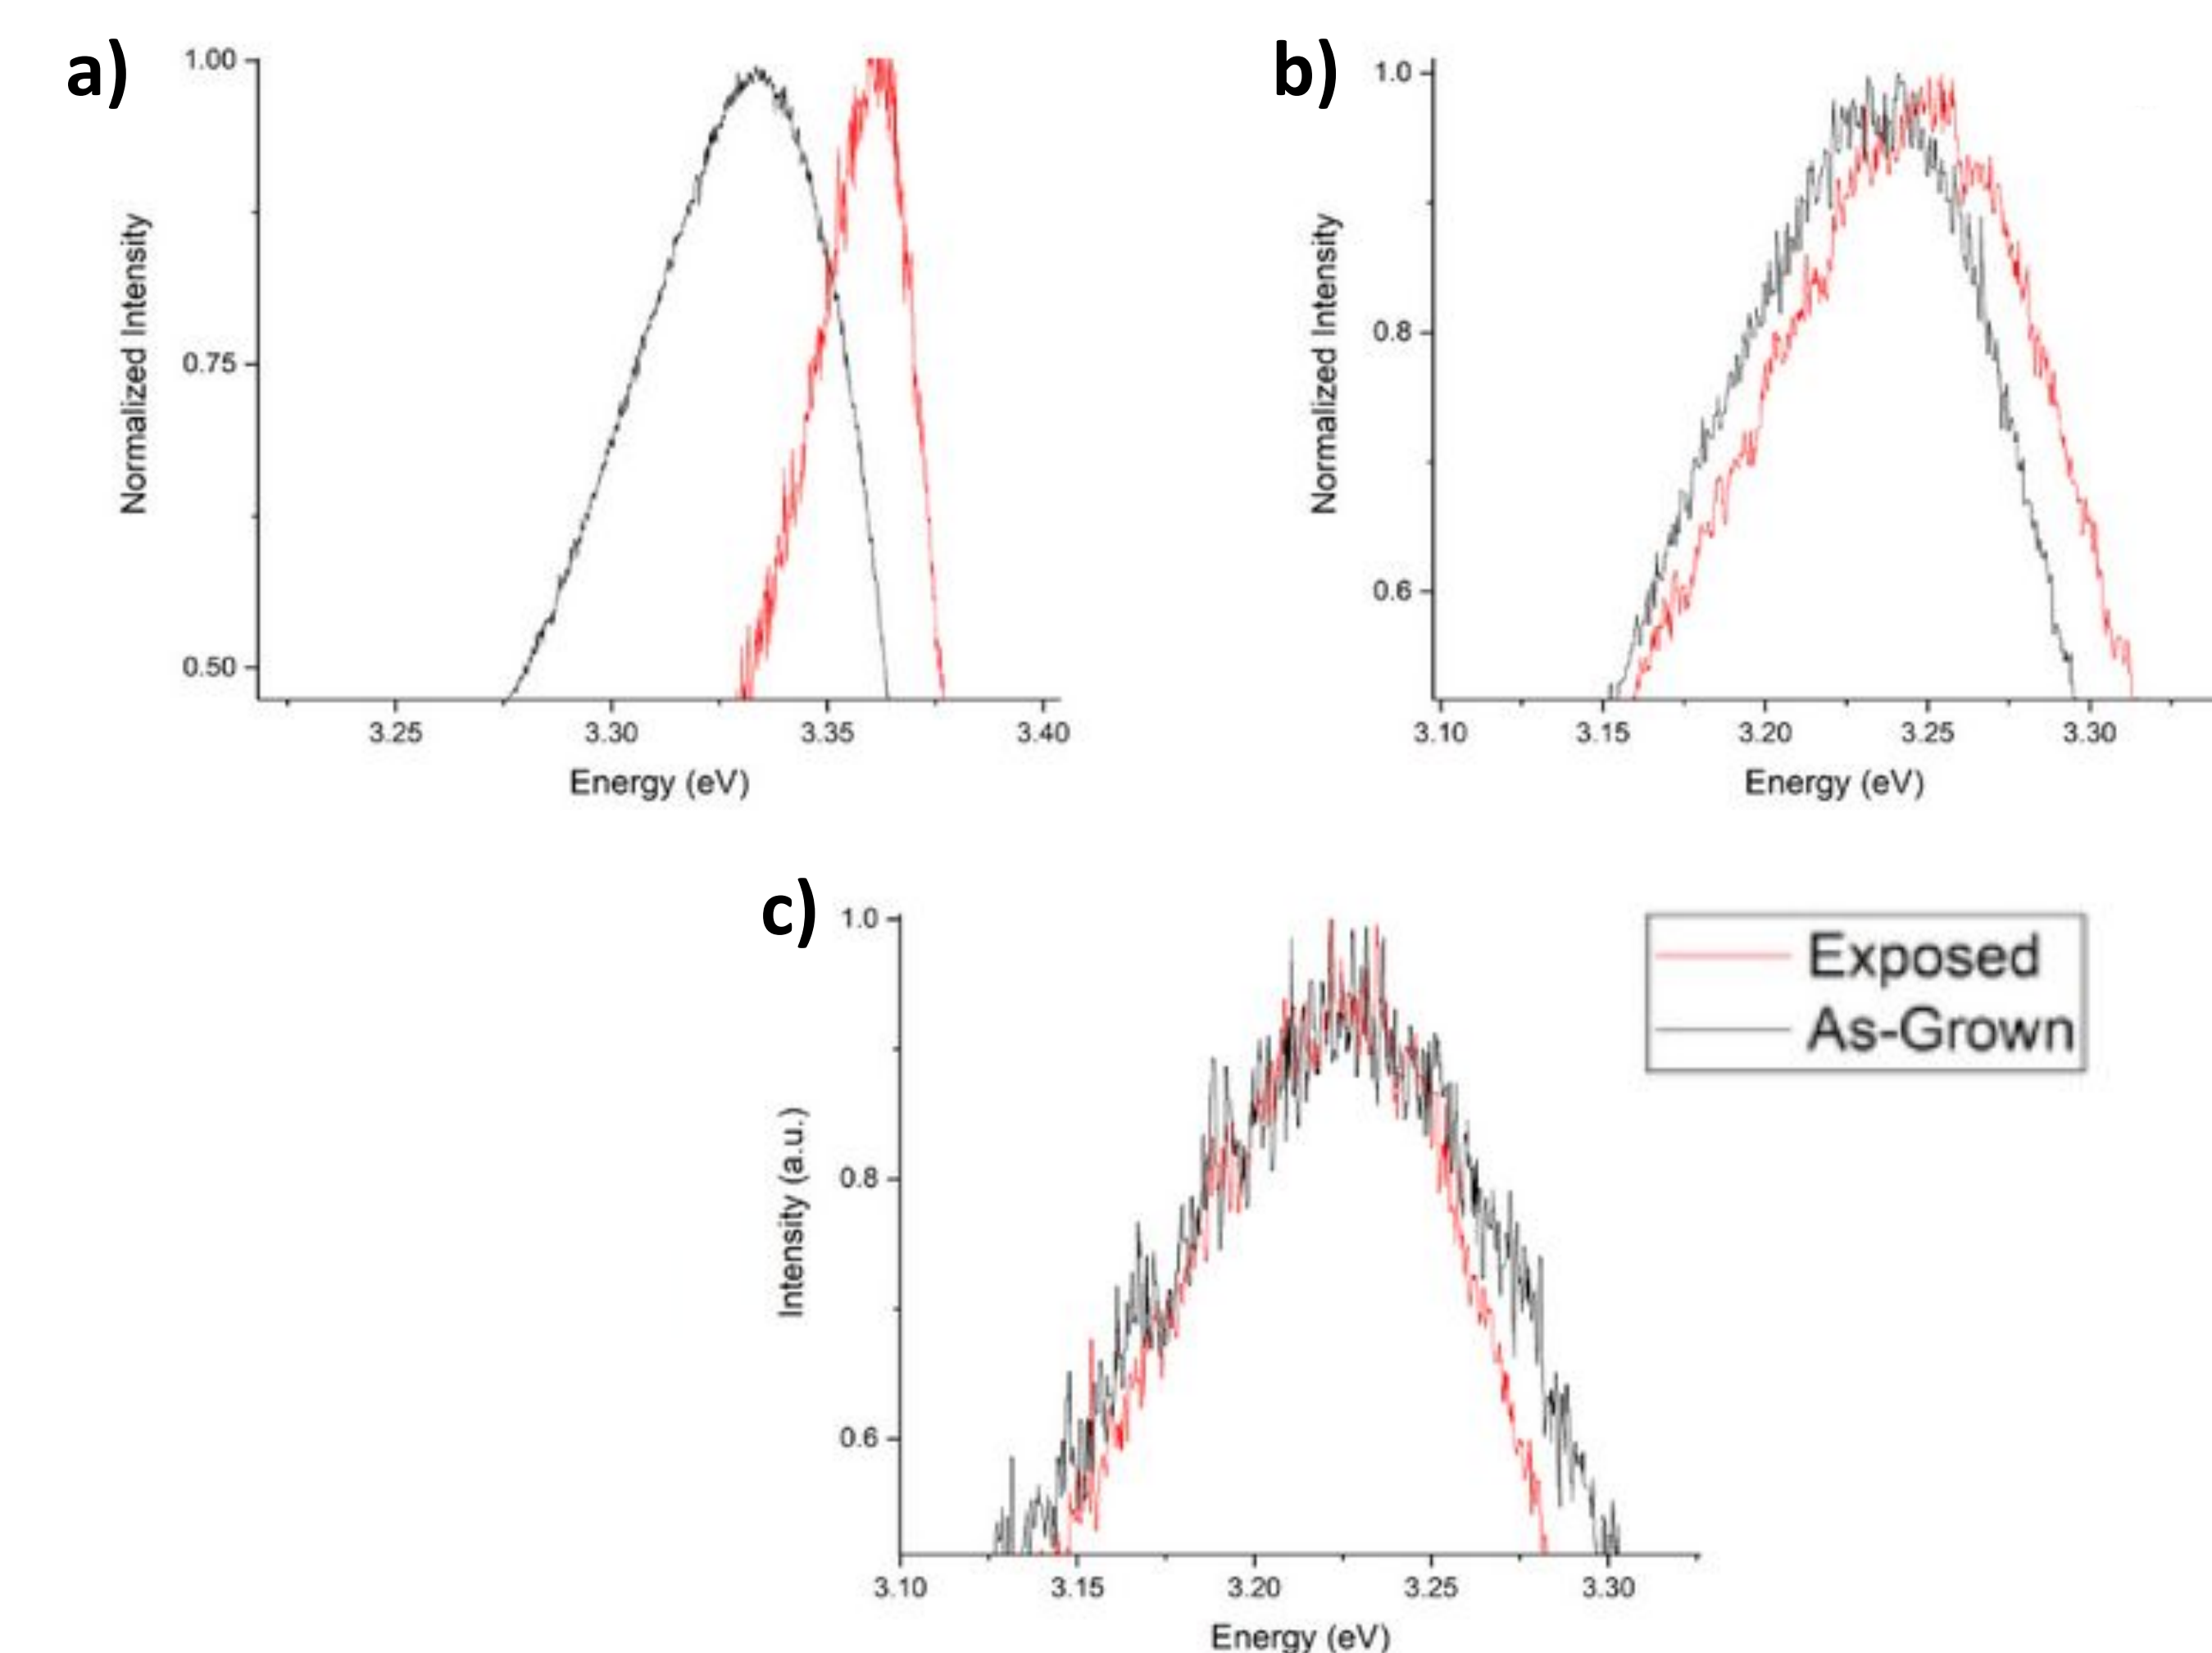 a)
1.00
0.75
0.50
Normalized Intensity
3.25 3.30 3.35 3.40
Energy (eV)
b)
1.0
0.8
0.6
Normalized Intensity
3.10 3.15 3.20 3.25 3.30
Energy (eV)
c)
1.0
0.8
0.6
Intensity (a.u.)
3.10 3.15 3.20 3.25 3.30
Energy (eV)
Exposed
As-Grown